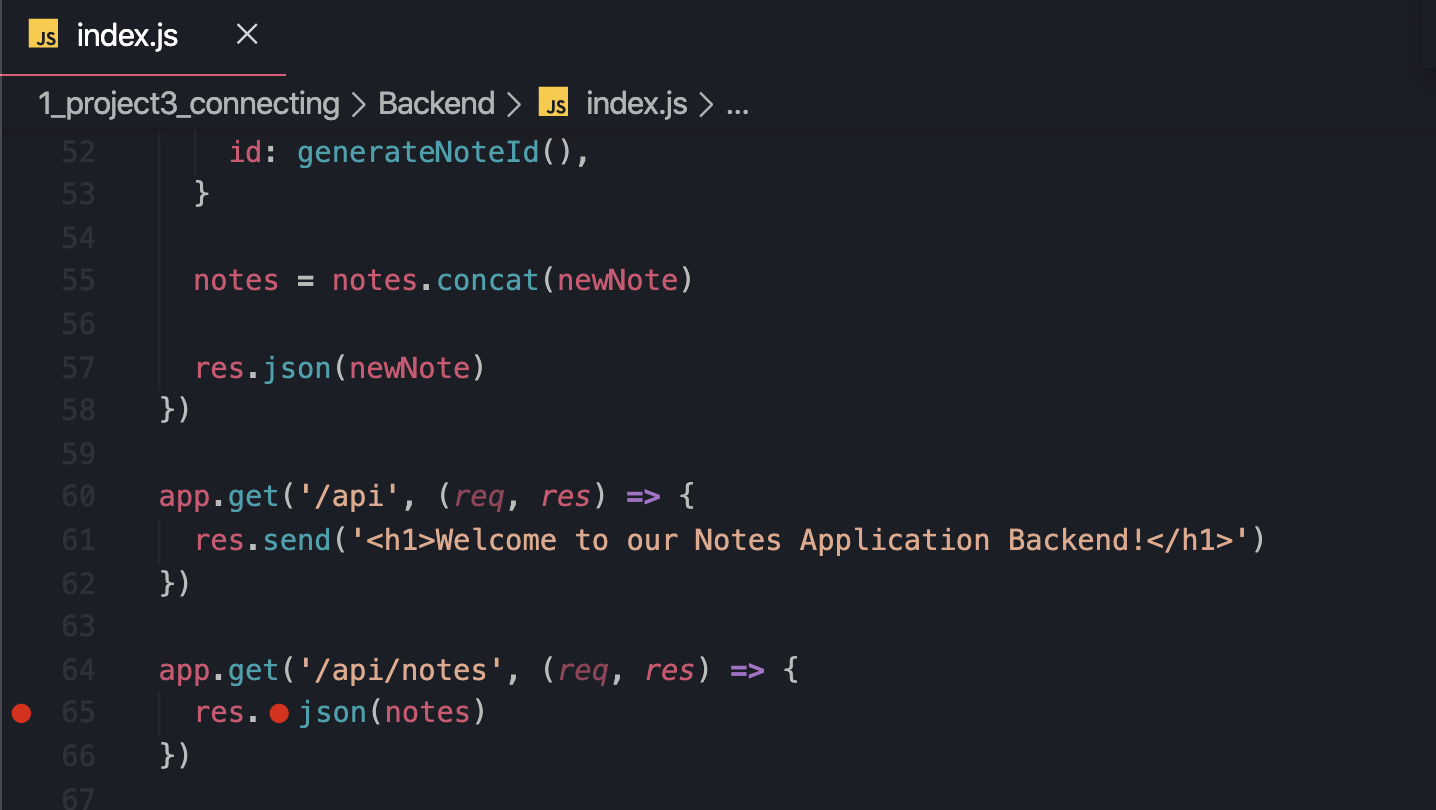 JS index.js ×
1_project3_connecting > Backend > JS index.js > ...
52 id: generateNoteId(),
53 }
54
55 notes = notes.concat(newNote)
56
57 res.json(newNote)
58 })
59
60 app.get('/api', (req, res) => {
61 res.send('<h1>Welcome to our Notes Application Backend!</h1>')
62 })
63
64 app.get('/api/notes', (req, res) => {
65 res.json(notes)
66 })
67